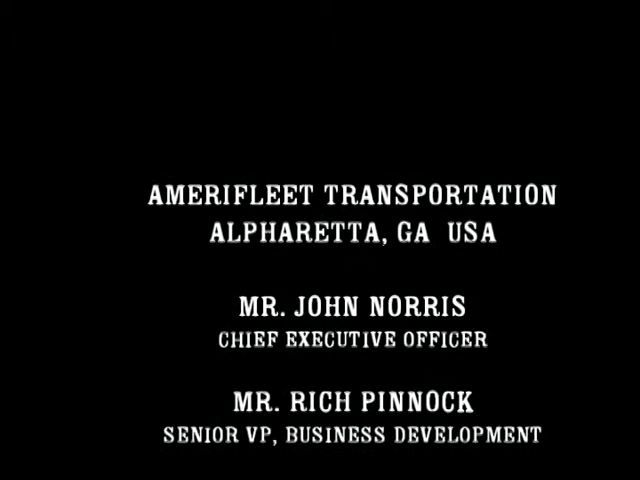 AMERIFLEET TRANSPORTATION
ALPHARETTA, GA USA
MR. JOHN NORRIS
CHIEF EXECUTIVE OFFICER
MR. RICH PINNOCK
SENIOR VP, BUSINESS DEVELOPMENT